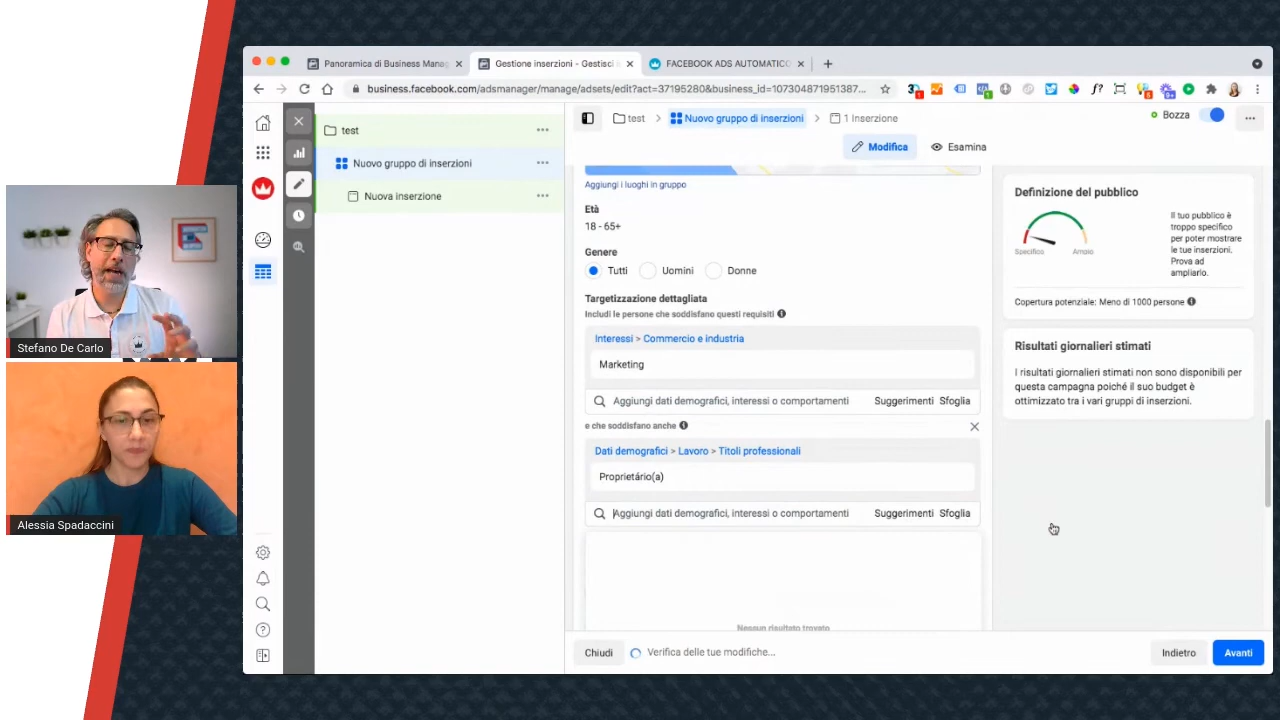 Panoramica di Business Manag
Gestione inserzioni - Gestisci a
FACEBOOK ADS AUTOMATICO
business.facebook.com/adsmanager/manage/adsets/edit?act=37195280&business_id=107304871951387...
test
Nuovo gruppo di inserzioni
Nuova inserzione
test
Nuovo gruppo di inserzioni
1 Inserzione
Bozza
Modifica
Esamina
Aggiungi i luoghi in gruppo
Età
18 - 65+
Genere
Tutti
Uomini
Donne
Targetizzazione dettagliata
Includi le persone che soddisfano questi requisiti
Interessi > Commercio e industria
Marketing
Aggiungi dati demografici, interessi o comportamenti
Suggerimenti
Sfoglia
e che soddisfano anche
Dati demografici > Lavoro > Titoli professionali
Proprietário(a)
Aggiungi dati demografici, interessi o comportamenti
Suggerimenti
Sfoglia
Nessun risultato trovato
Definizione del pubblico
Specifico
Ampio
Il tuo pubblico è
troppo specifico
per poter mostrare
le tue inserzioni.
Prova ad
ampliarlo.
Copertura potenziale: Meno di 1000 persone
Risultati giornalieri stimati
I risultati giornalieri stimati non sono disponibili per
questa campagna poiché il suo budget è
ottimizzato tra i vari gruppi di inserzioni.
Chiudi
Verifica delle tue modifiche...
Indietro
Avanti
Stefano De Carlo
Alessia Spadaccini